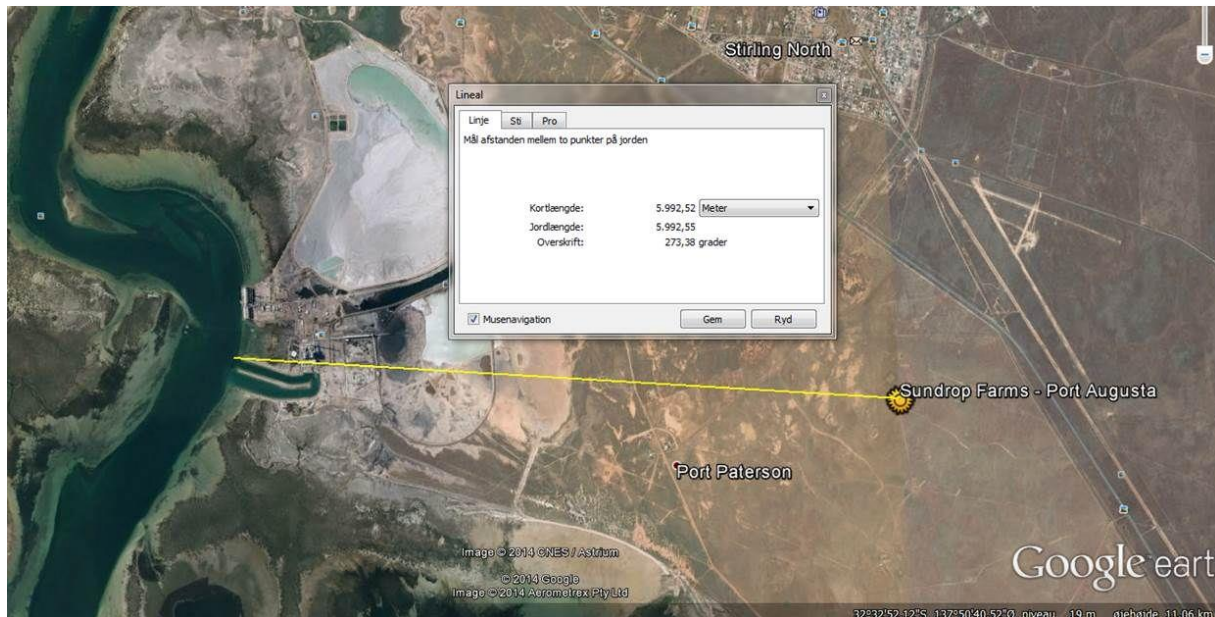 Stirling North
Lineal
Linje Sti Pro
Mål afstanden mellem to punkter på jorden
Kortlængde: 5.992,52 Meter
Jordlængde: 5.992,55
Overskrift: 273,38 grader
Musenavigation Gem Ryd
Sundrop Farms - Port Augusta
Port Paterson
Image © 2014 CNES / Astrium
© 2014 Google
Image © 2014 Aerometrex Pty Ltd
Google eart
32°32'52.12"S 137°50'40.52"Ø niveau 19 m øjehøjde 11.06 km